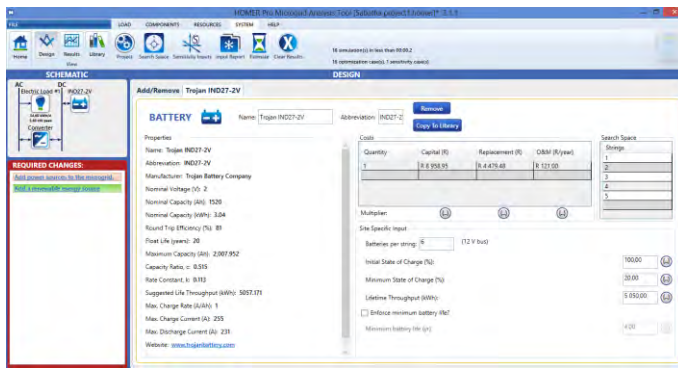 HOMER Pro Microgrid Analysis Tool
FILE
LOAD COMPONENTS RESOURCES SYSTEM HELP
Home Design Results Library
View
Project Search Space Sensitivity Inputs Input Report Estimate Clear Results
16 simulation(s) in less than 00:00.2
16 optimization case(s), 1 sensitivity case(s)
SCHEMATIC
DESIGN
AC DC
Electric Load #1 IND27-2V
Converter
REQUIRED CHANGES:
Add power sources to the microgrid.
Add a renewable energy source
Add/Remove Trojan IND27-2V
BATTERY
Name: Trojan IND27-2V
Abbreviation: IND27-2
Remove
Copy To Library
Properties
Name: Trojan IND27-2V
Abbreviation: IND27-2V
Manufacturer: Trojan Battery Company
Nominal Voltage (V): 2
Nominal Capacity (Ah): 1520
Nominal Capacity (kWh): 3.04
Round Trip Efficiency (%): 81
Float Life (years): 20
Maximum Capacity (Ah): 2,007.952
Capacity Ratio, c: 0.515
Rate Constant, k: 0.113
Suggested Life Throughput (kWh): 5057.171
Max. Charge Rate (A/Ah): 1
Max. Charge Current (A): 255
Max. Discharge Current (A): 231
Website: www.trojanbattery.com
Costs
Quantity Capital (R) Replacement (R) O&M (R/year)
1 R 8 958.95 R 4 479.48 R 121.00
Multiplier:
Search Space
Strings
1
2
3
4
5
Site Specific Input
Batteries per string: 6 (12 V bus)
Initial State of Charge (%): 100,00
Minimum State of Charge (%) 20,00
Lifetime Throughput (kWh): 5 050,00
Enforce minimum battery life?
Minimum battery life (yr): 4,00